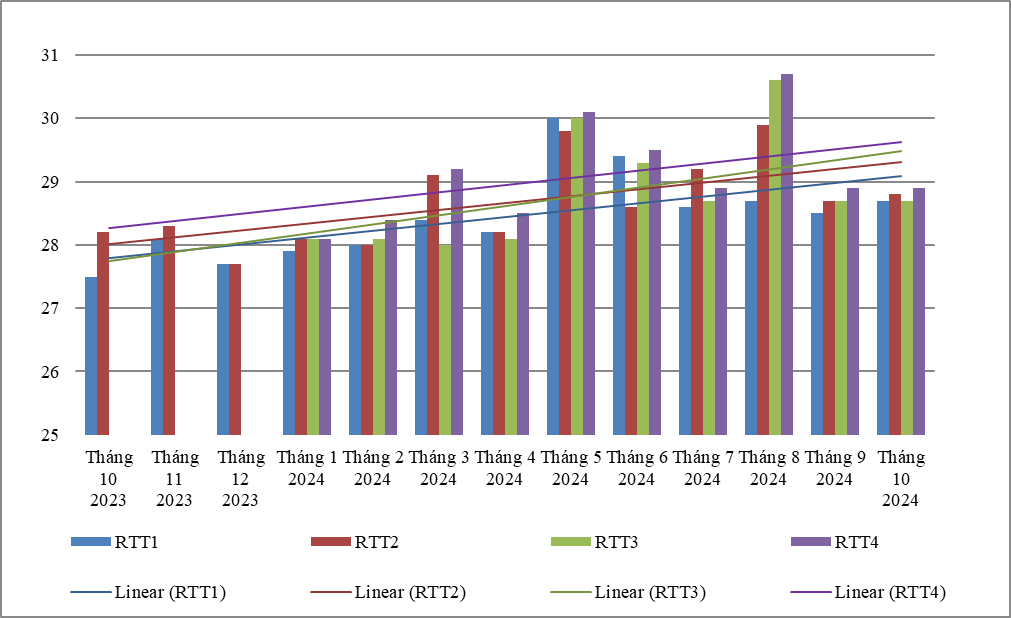 31
30
29
28
27
26
25
Tháng 10 2023
Tháng 11 2023
Tháng 12 2023
Tháng 1 2024
Tháng 2 2024
Tháng 3 2024
Tháng 4 2024
Tháng 5 2024
Tháng 6 2024
Tháng 7 2024
Tháng 8 2024
Tháng 9 2024
Tháng 10 2024
RTT1 RTT2 RTT3 RTT4
Linear (RTT1) Linear (RTT2) Linear (RTT3) Linear (RTT4)